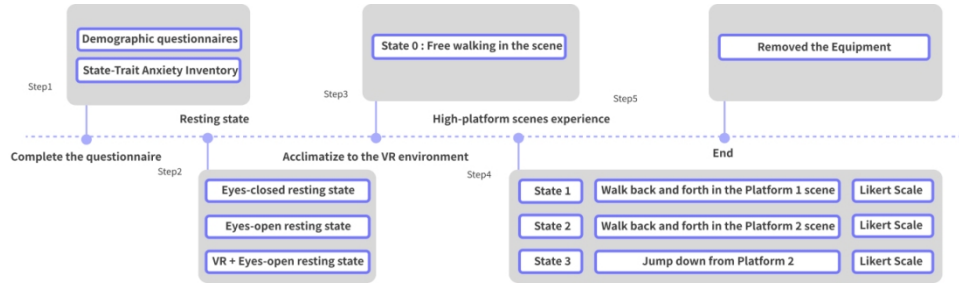 Demographic questionnaires
State-Trait Anxiety Inventory
Step1
Complete the questionnaire
Resting state
Step2
Eyes-closed resting state
Eyes-open resting state
VR + Eyes-open resting state
State 0 : Free walking in the scene
Step3
Acclimatize to the VR environment
High-platform scenes experience
Step4
State 1 Walk back and forth in the Platform 1 scene Likert Scale
State 2 Walk back and forth in the Platform 2 scene Likert Scale
State 3 Jump down from Platform 2 Likert Scale
Removed the Equipment
Step5
End